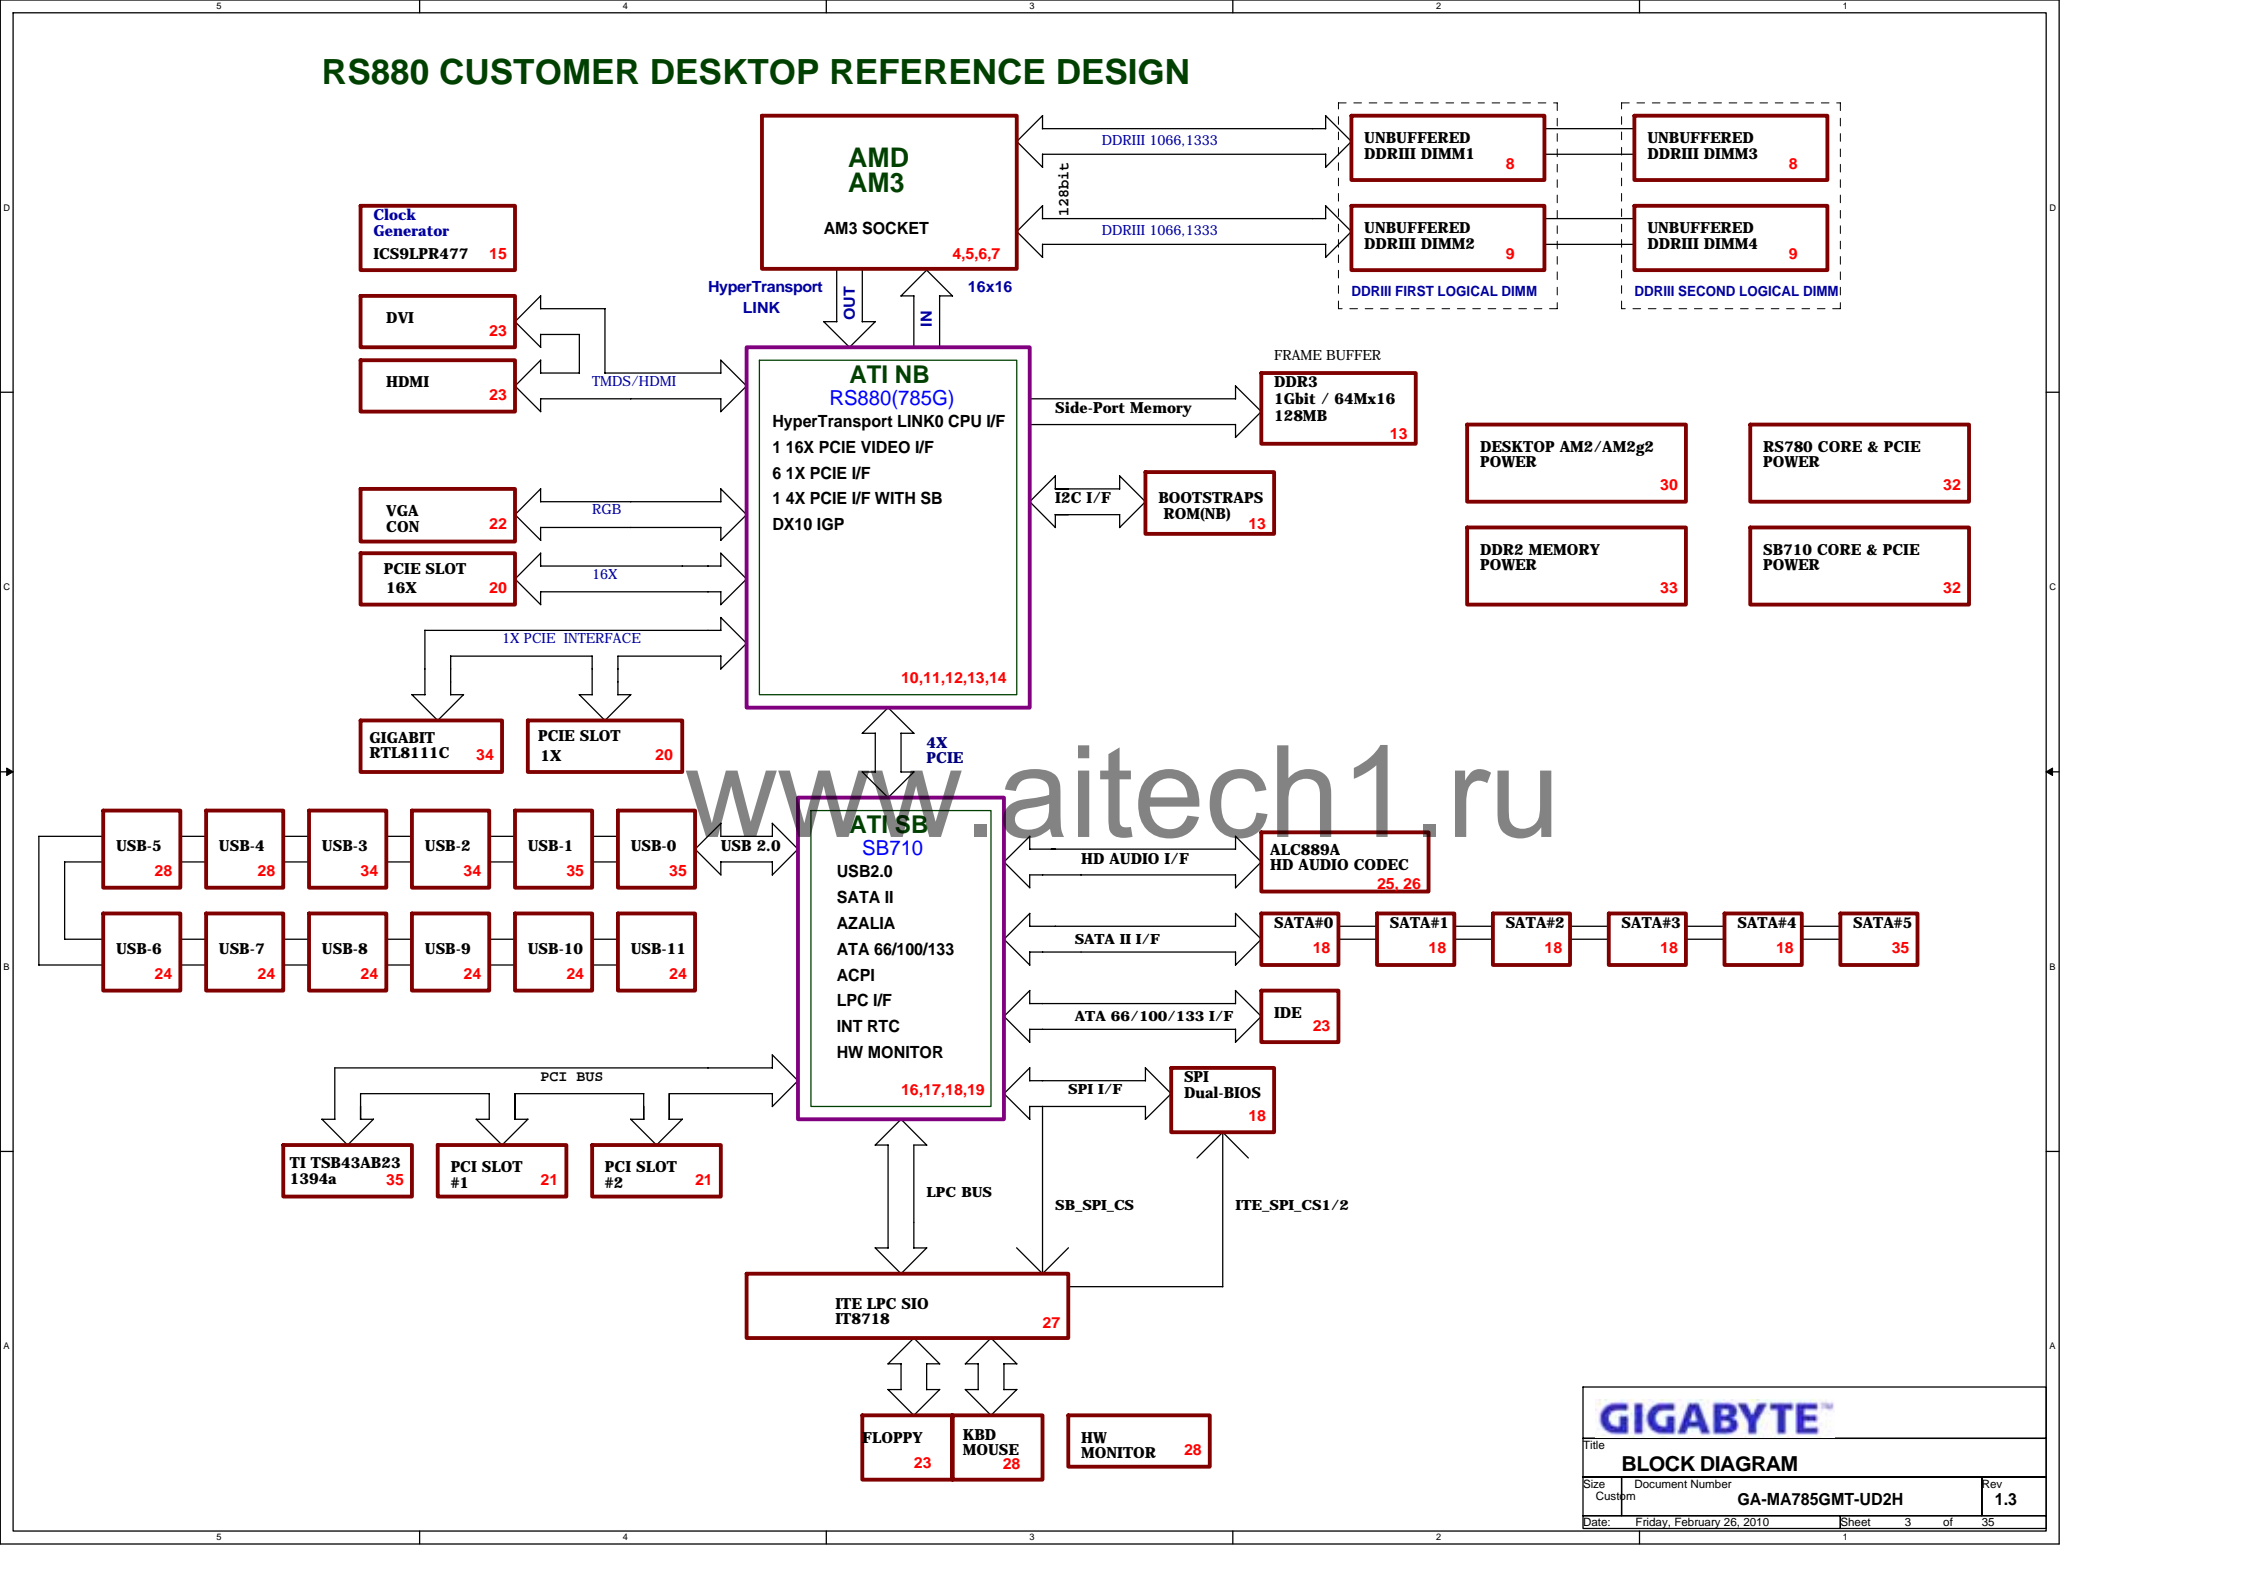 5 4 3 2 1
RS880 CUSTOMER DESKTOP REFERENCE DESIGN
AMD
AM3
AM3 SOCKET
4,5,6,7
DDRIII 1066,1333
128bit
DDRIII 1066,1333
UNBUFFERED
DDRIII DIMM1
8
UNBUFFERED
DDRIII DIMM3
8
UNBUFFERED
DDRIII DIMM2
9
UNBUFFERED
DDRIII DIMM4
9
DDRIII FIRST LOGICAL DIMM
DDRIII SECOND LOGICAL DIMM
D
D
Clock
Generator
ICS9LPR477 15
HyperTransport
LINK
OUT
IN
16x16
DVI
23
HDMI
23
TMDS/HDMI
VGA
CON
22
RGB
PCIE SLOT
16X
20
16X
1X PCIE INTERFACE
ATI NB
RS880(785G)
HyperTransport LINK0 CPU I/F
1 16X PCIE VIDEO I/F
6 1X PCIE I/F
1 4X PCIE I/F WITH SB
DX10 IGP
10,11,12,13,14
FRAME BUFFER
Side-Port Memory
DDR3
1Gbit / 64Mx16
128MB
13
I2C I/F
BOOTSTRAPS
ROM(NB)
13
DESKTOP AM2/AM2g2
POWER
30
RS780 CORE & PCIE
POWER
32
DDR2 MEMORY
POWER
33
SB710 CORE & PCIE
POWER
32
C
C
GIGABIT
RTL8111C
34
PCIE SLOT
1X
20
4X
PCIE
www.aitech1.ru
USB-5
28
USB-4
28
USB-3
34
USB-2
34
USB-1
35
USB-0
35
USB 2.0
USB-6
24
USB-7
24
USB-8
24
USB-9
24
USB-10
24
USB-11
24
ATI SB
SB710
USB2.0
SATA II
AZALIA
ATA 66/100/133
ACPI
LPC I/F
INT RTC
HW MONITOR
16,17,18,19
HD AUDIO I/F
ALC889A
HD AUDIO CODEC
25, 26
SATA II I/F
SATA#0
18
SATA#1
18
SATA#2
18
SATA#3
18
SATA#4
18
SATA#5
35
B
B
ATA 66/100/133 I/F
IDE
23
PCI BUS
SPI I/F
SPI
Dual-BIOS
18
TI TSB43AB23
1394a
35
PCI SLOT
#1
21
PCI SLOT
#2
21
LPC BUS
SB_SPI_CS
ITE_SPI_CS1/2
ITE LPC SIO
IT8718
27
A
A
FLOPPY
23
KBD
MOUSE
28
HW
MONITOR
28
GIGABYTE™
Title
BLOCK DIAGRAM
Size Document Number Rev
Custom GA-MA785GMT-UD2H 1.3
Date: Friday, February 26, 2010 Sheet 3 of 35
5 4 3 2 1